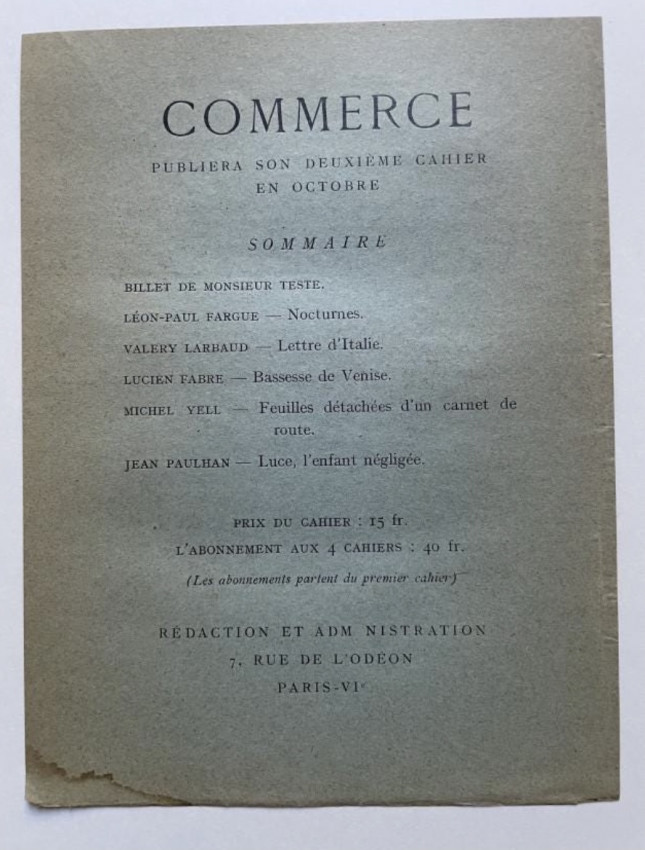 COMMERCE
PUBLIERA SON DEUXIÈME CAHIER
EN OCTOBRE
SOMMAIRE
BILLET DE MONSIEUR TESTE.
LÉON-PAUL FARGUE — Nocturnes.
VALERY LARBAUD — Lettre d'Italie.
LUCIEN FABRE — Bassesse de Venise.
MICHEL YELL — Feuilles détachées d'un carnet de
route.
JEAN PAULHAN — Luce, l'enfant négligée.
PRIX DU CAHIER : 15 fr.
L'ABONNEMENT AUX 4 CAHIERS : 40 fr.
(Les abonnements partent du premier cahier)
RÉDACTION ET ADM NISTRATION
7, RUE DE L'ODÉON
PARIS-VIᵉ